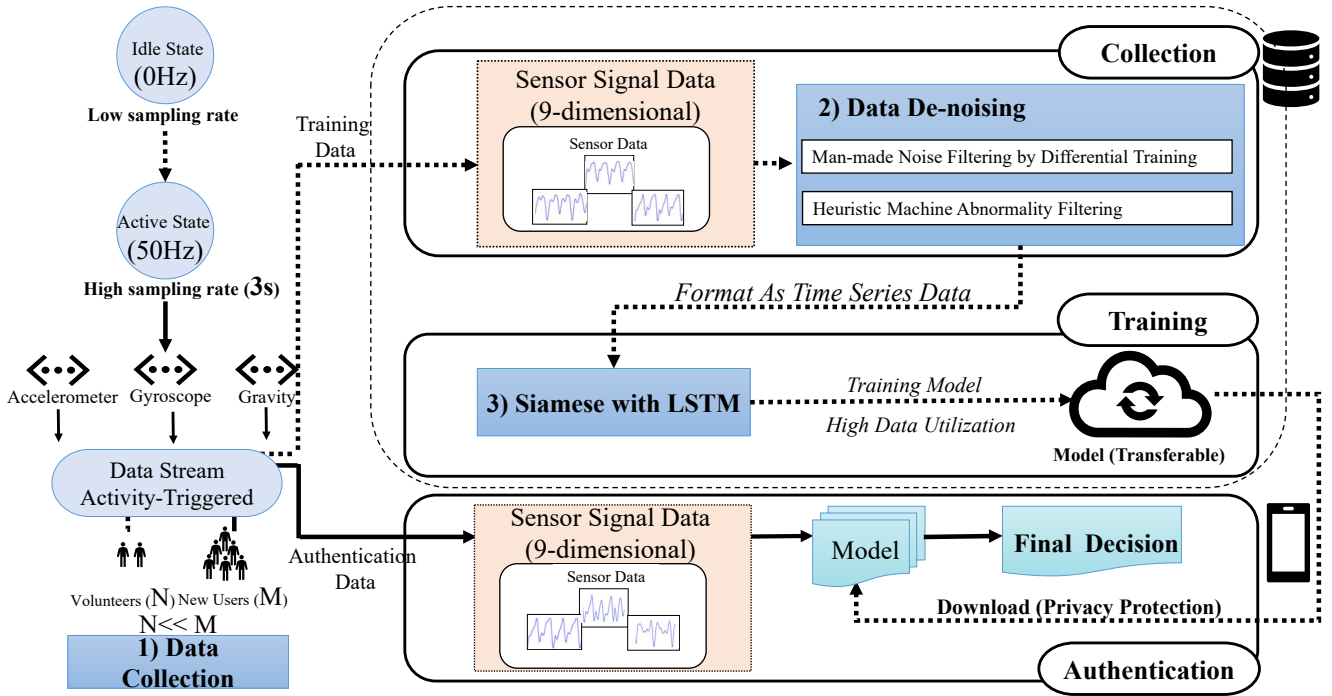 Idle State
(0Hz)
Low sampling rate
Active State
(50Hz)
High sampling rate (3s)
Accelerometer
Gyroscope
Gravity
Data Stream
Activity-Triggered
Volunteers (N) New Users (M)
N<< M
1) Data
Collection
Training
Data
Authentication
Data
Collection
Sensor Signal Data
(9-dimensional)
Sensor Data
2) Data De-noising
Man-made Noise Filtering by Differential Training
Heuristic Machine Abnormality Filtering
Format As Time Series Data
Training
3) Siamese with LSTM
Training Model
High Data Utilization
Model (Transferable)
Sensor Signal Data
(9-dimensional)
Sensor Data
Model
Final Decision
Download (Privacy Protection)
Authentication